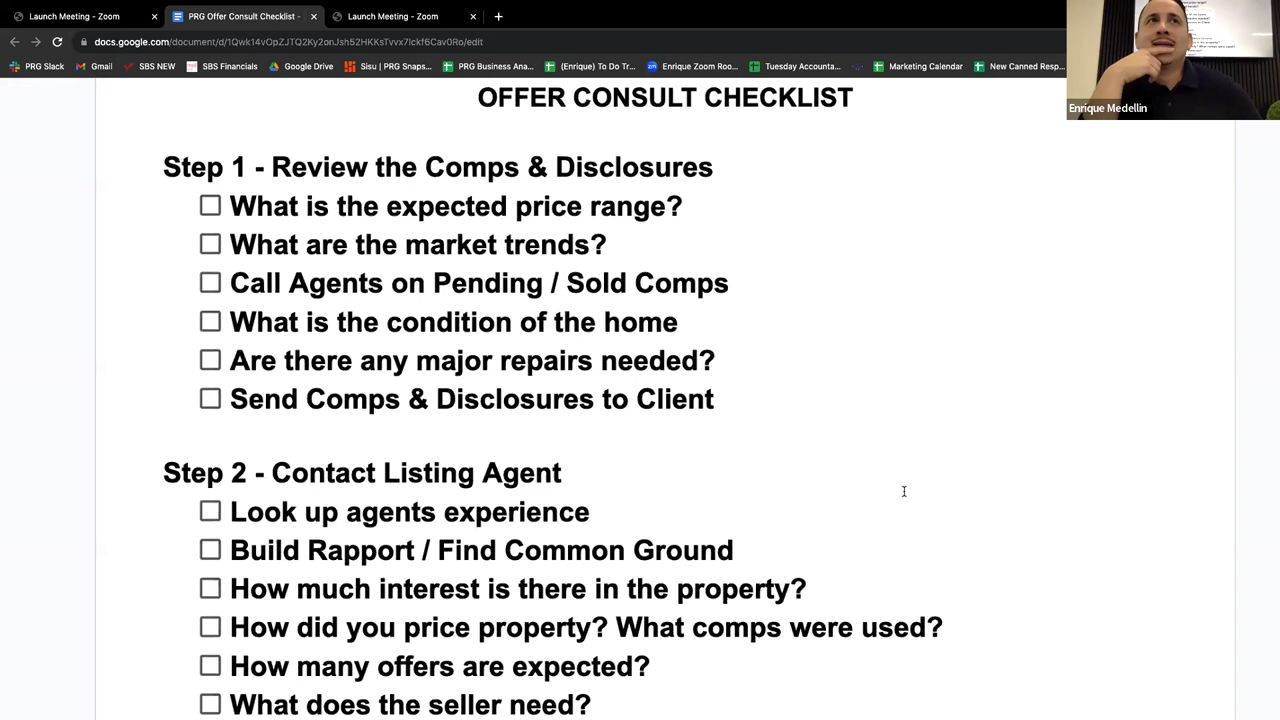 Launch Meeting - Zoom
PRG Offer Consult Checklist -
Launch Meeting - Zoom
docs.google.com/document/d/1Qwk14vOpZJTQ2Ky2onJsh52HKKsTvvx7lckf6Cav0Ro/edit
PRG Slack
Gmail
SBS NEW
SBS Financials
Google Drive
Sisu | PRG Snaps...
PRG Business Ana...
(Enrique) To Do Tr...
Enrique Zoom Roo...
Tuesday Accounta...
Marketing Calendar
New Canned Resp...
Enrique Medellin
OFFER CONSULT CHECKLIST
Step 1 - Review the Comps & Disclosures
What is the expected price range?
What are the market trends?
Call Agents on Pending / Sold Comps
What is the condition of the home
Are there any major repairs needed?
Send Comps & Disclosures to Client
Step 2 - Contact Listing Agent
Look up agents experience
Build Rapport / Find Common Ground
How much interest is there in the property?
How did you price property? What comps were used?
How many offers are expected?
What does the seller need?